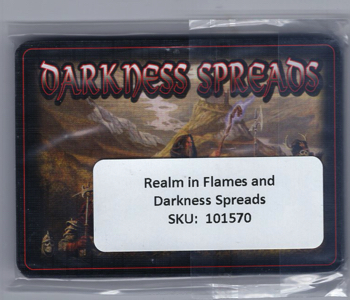 DARKNESS SPREADS
Realm in Flames and
Darkness Spreads
SKU: 101570